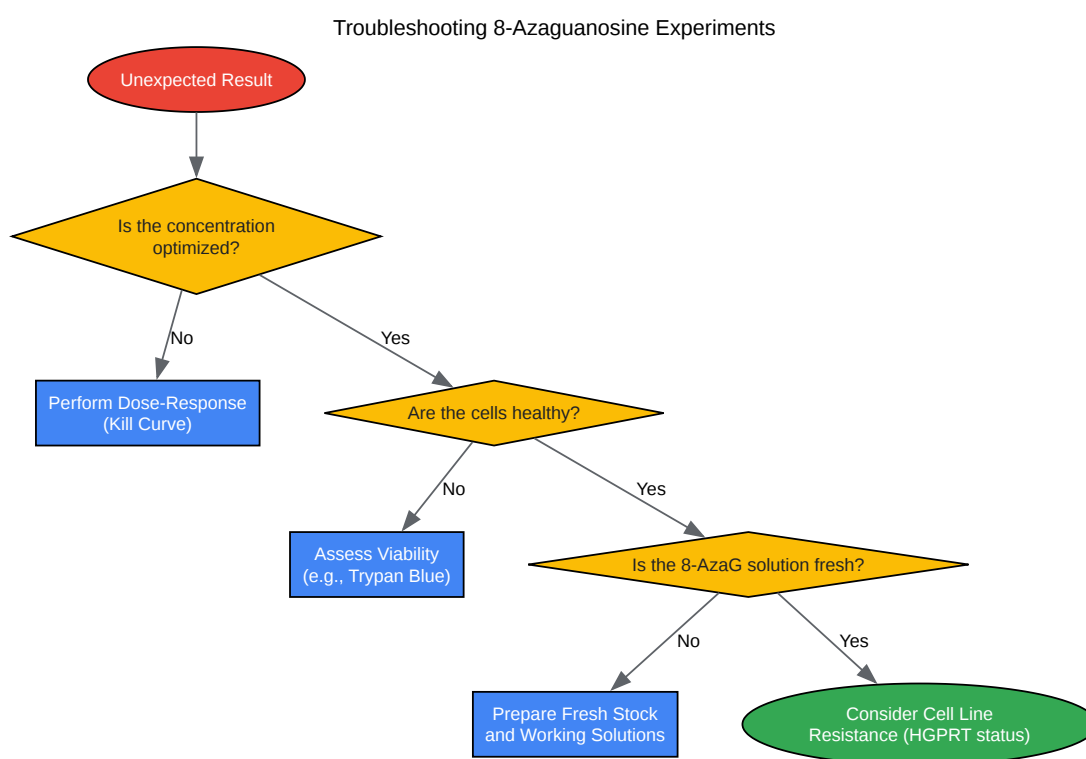 Troubleshooting 8-Azaguanosine Experiments
Unexpected Result
Is the concentration
optimized?
No
Yes
Perform Dose-Response
(Kill Curve)
Are the cells healthy?
No
Yes
Assess Viability
(e.g., Trypan Blue)
Is the 8-AzaG solution fresh?
No
Yes
Prepare Fresh Stock
and Working Solutions
Consider Cell Line
Resistance (HGPRT status)